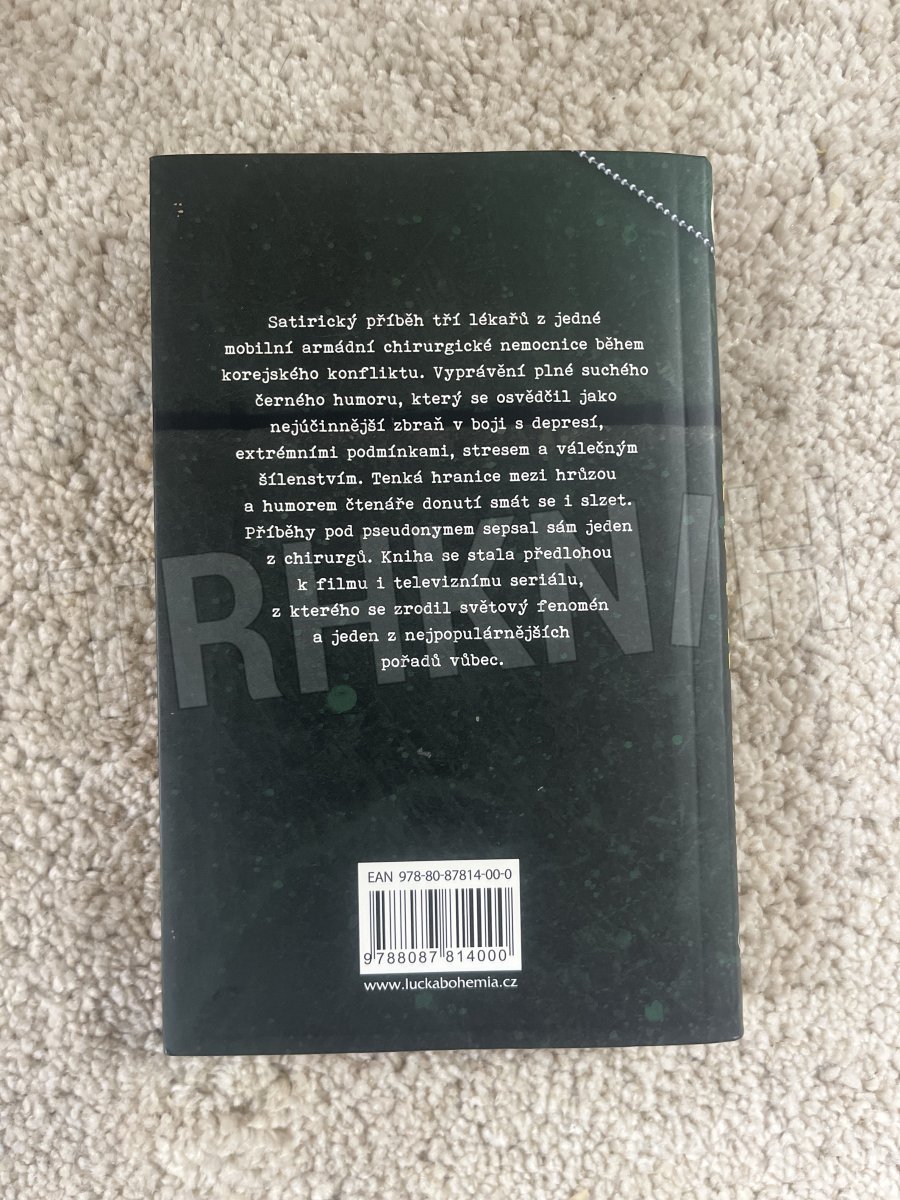 Satirický příběh tří lékařů z jedné
mobilní armádní chirurgické nemocnice během
korejského konfliktu. Vyprávění plné suchého
černého humoru, který se osvědčil jako
nejúčinnější zbraň v boji s depresí,
extrémními podmínkami, stresem a válečným
šílenstvím. Tenká hranice mezi hrůzou
a humorem čtenáře donutí smát se i slzet.
Příběhy pod pseudonymem sepsal sám jeden
z chirurgů. Kniha se stala předlohou
k filmu i televiznímu seriálu,
z kterého se zrodil světový fenomén
a jeden z nejpopulárnějších
pořadů vůbec.
TRHKNIH
EAN 978-80-87814-00-0
9 788087 814000
www.luckabohemia.cz